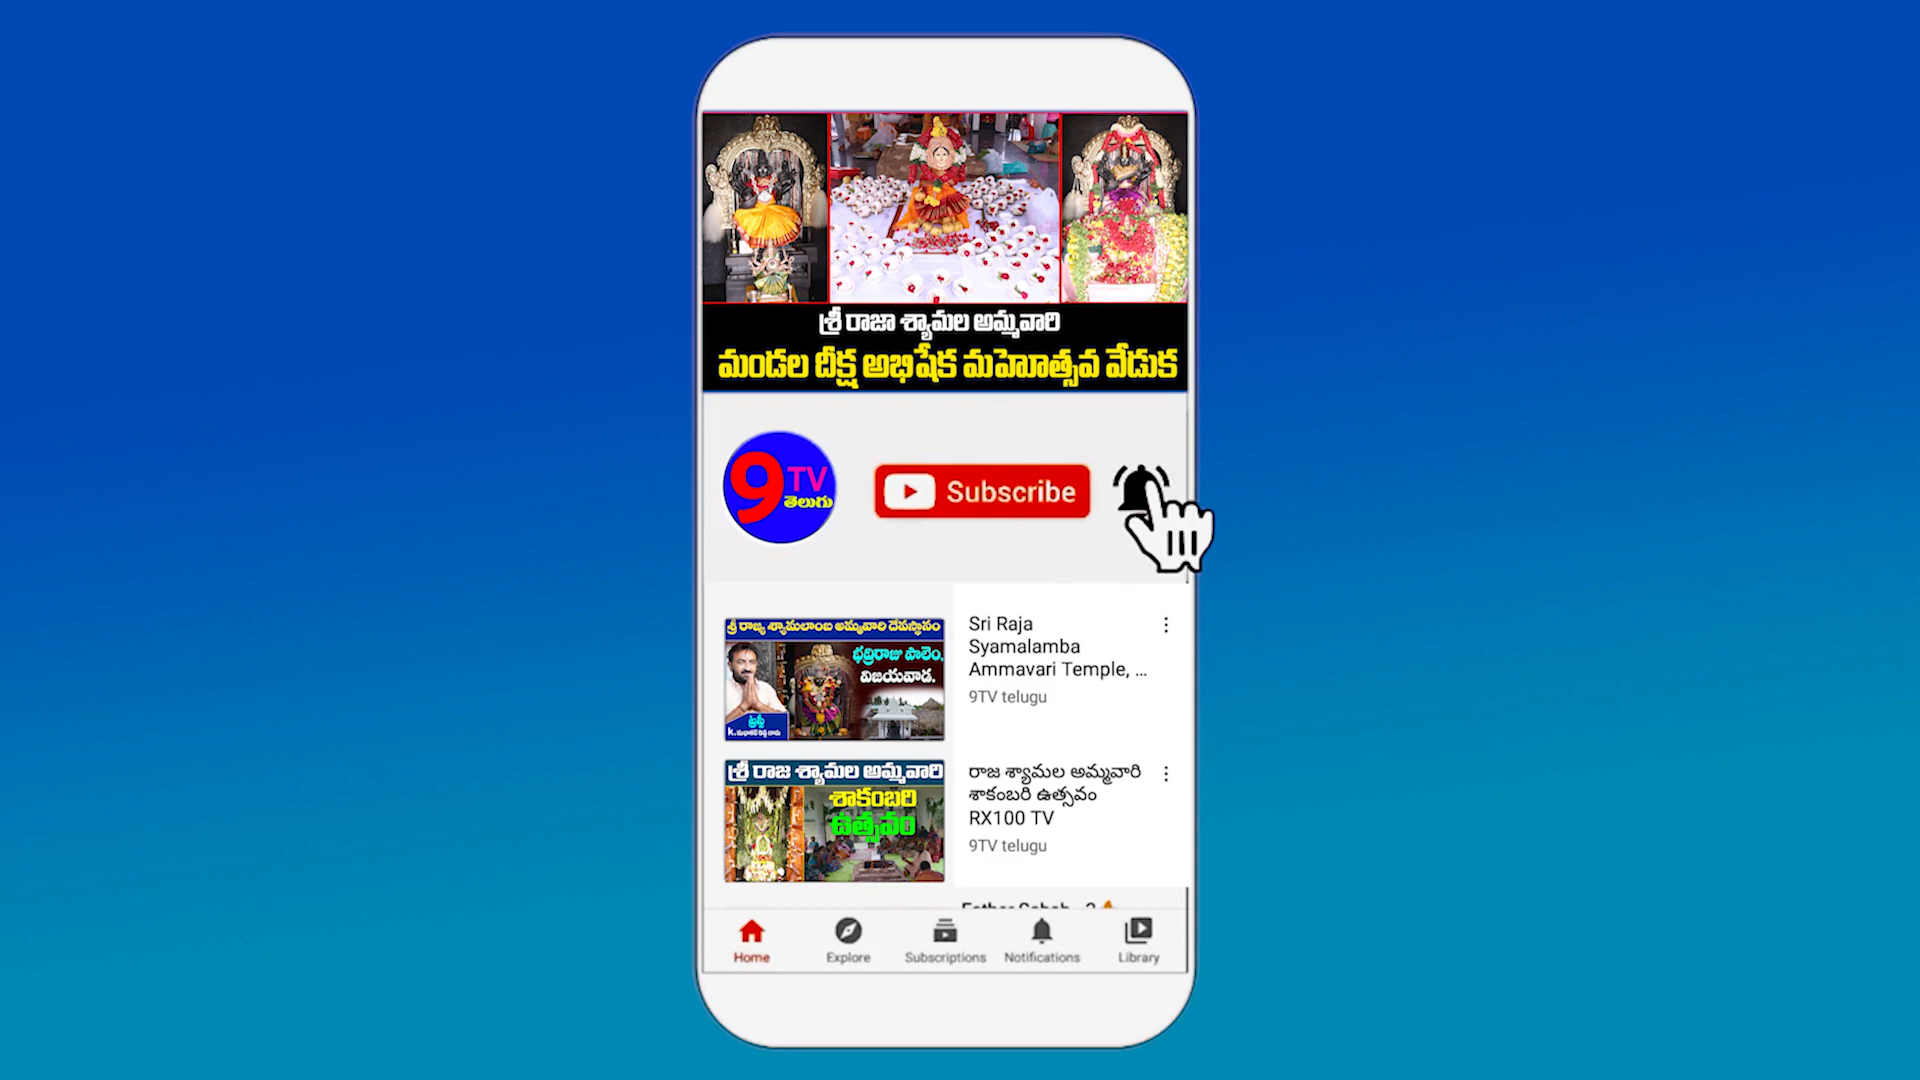 శ్రీ రాజా శ్యామల అమ్మవారి
మండల దీక్ష అభిషేక మహెూత్సవ వేడుక
9 TV
తెలుగు
Subscribe
శ్రీ రాజ్య శ్యామలాంబ అమ్మవారి దేవస్థానం
భద్రిరాజు పాలెం,
విజయవాడ.
ట్రస్టీ
Sri Raja
Syamalamba
Ammavari Temple, ...
9TV telugu
శ్రీ రాజ శ్యామల అమ్మవారి
శాకంబరి
ఉత్సవం
రాజ శ్యామల అమ్మవారి
శాకంబరి ఉత్సవం
RX100 TV
9TV telugu
Home
Explore
Subscriptions
Notifications
Library